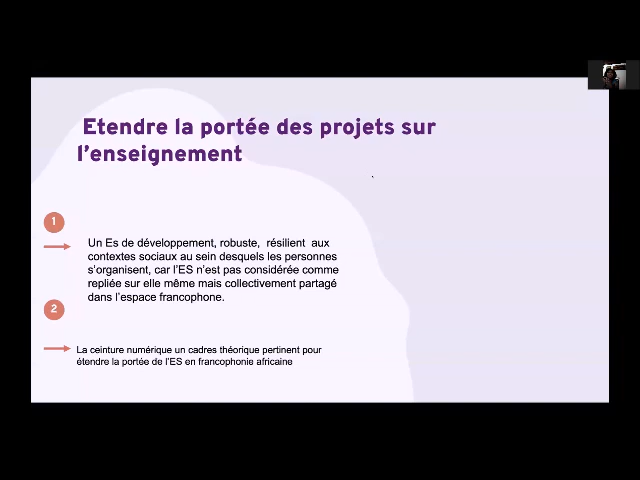 Etendre la portée des projets sur
l'enseignement
1
Un Es de développement, robuste, résilient aux
contextes sociaux au sein desquels les personnes
s'organisent, car l'ES n'est pas considérée comme
repliée sur elle même mais collectivement partagé
dans l'espace francophone.
2
La ceinture numérique un cadres théorique pertinent pour
étendre la portée de l'ES en francophonie africaine